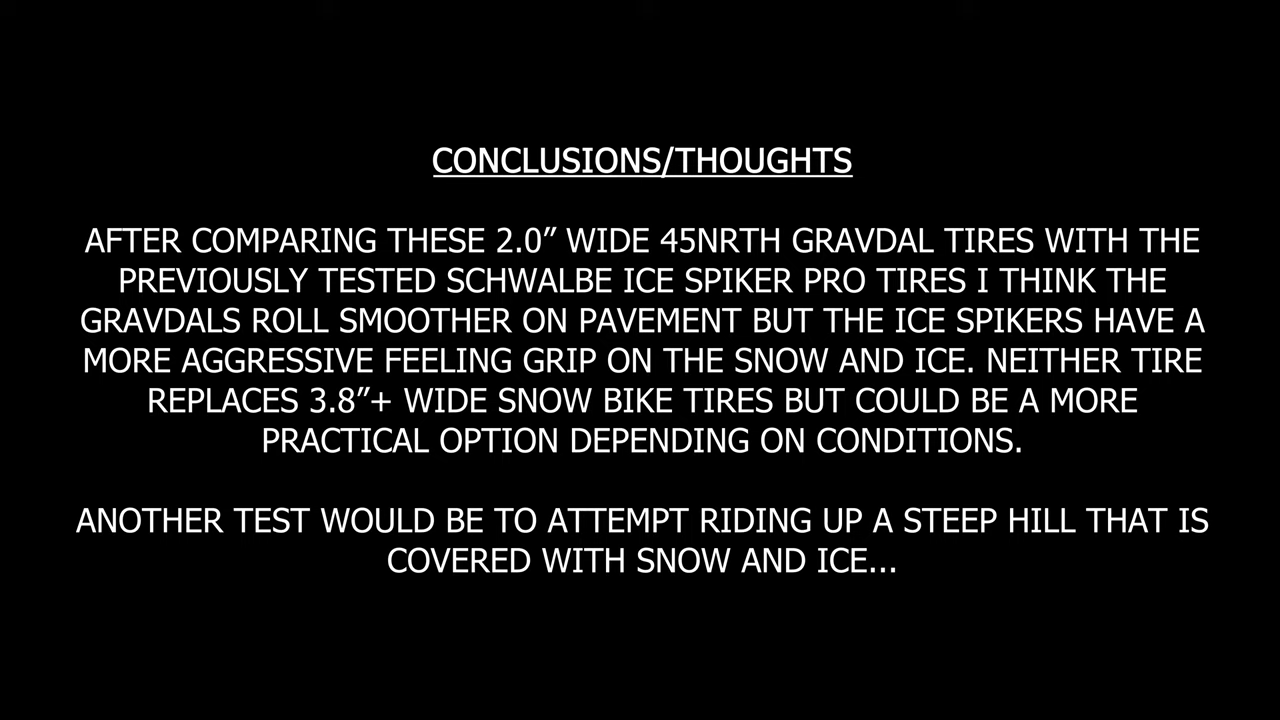 CONCLUSIONS/THOUGHTS
AFTER COMPARING THESE 2.0” WIDE 45NRTH GRAVDAL TIRES WITH THE
PREVIOUSLY TESTED SCHWALBE ICE SPIKER PRO TIRES I THINK THE
GRAVDALS ROLL SMOOTHER ON PAVEMENT BUT THE ICE SPIKERS HAVE A
MORE AGGRESSIVE FEELING GRIP ON THE SNOW AND ICE. NEITHER TIRE
REPLACES 3.8”+ WIDE SNOW BIKE TIRES BUT COULD BE A MORE
PRACTICAL OPTION DEPENDING ON CONDITIONS.
ANOTHER TEST WOULD BE TO ATTEMPT RIDING UP A STEEP HILL THAT IS
COVERED WITH SNOW AND ICE...